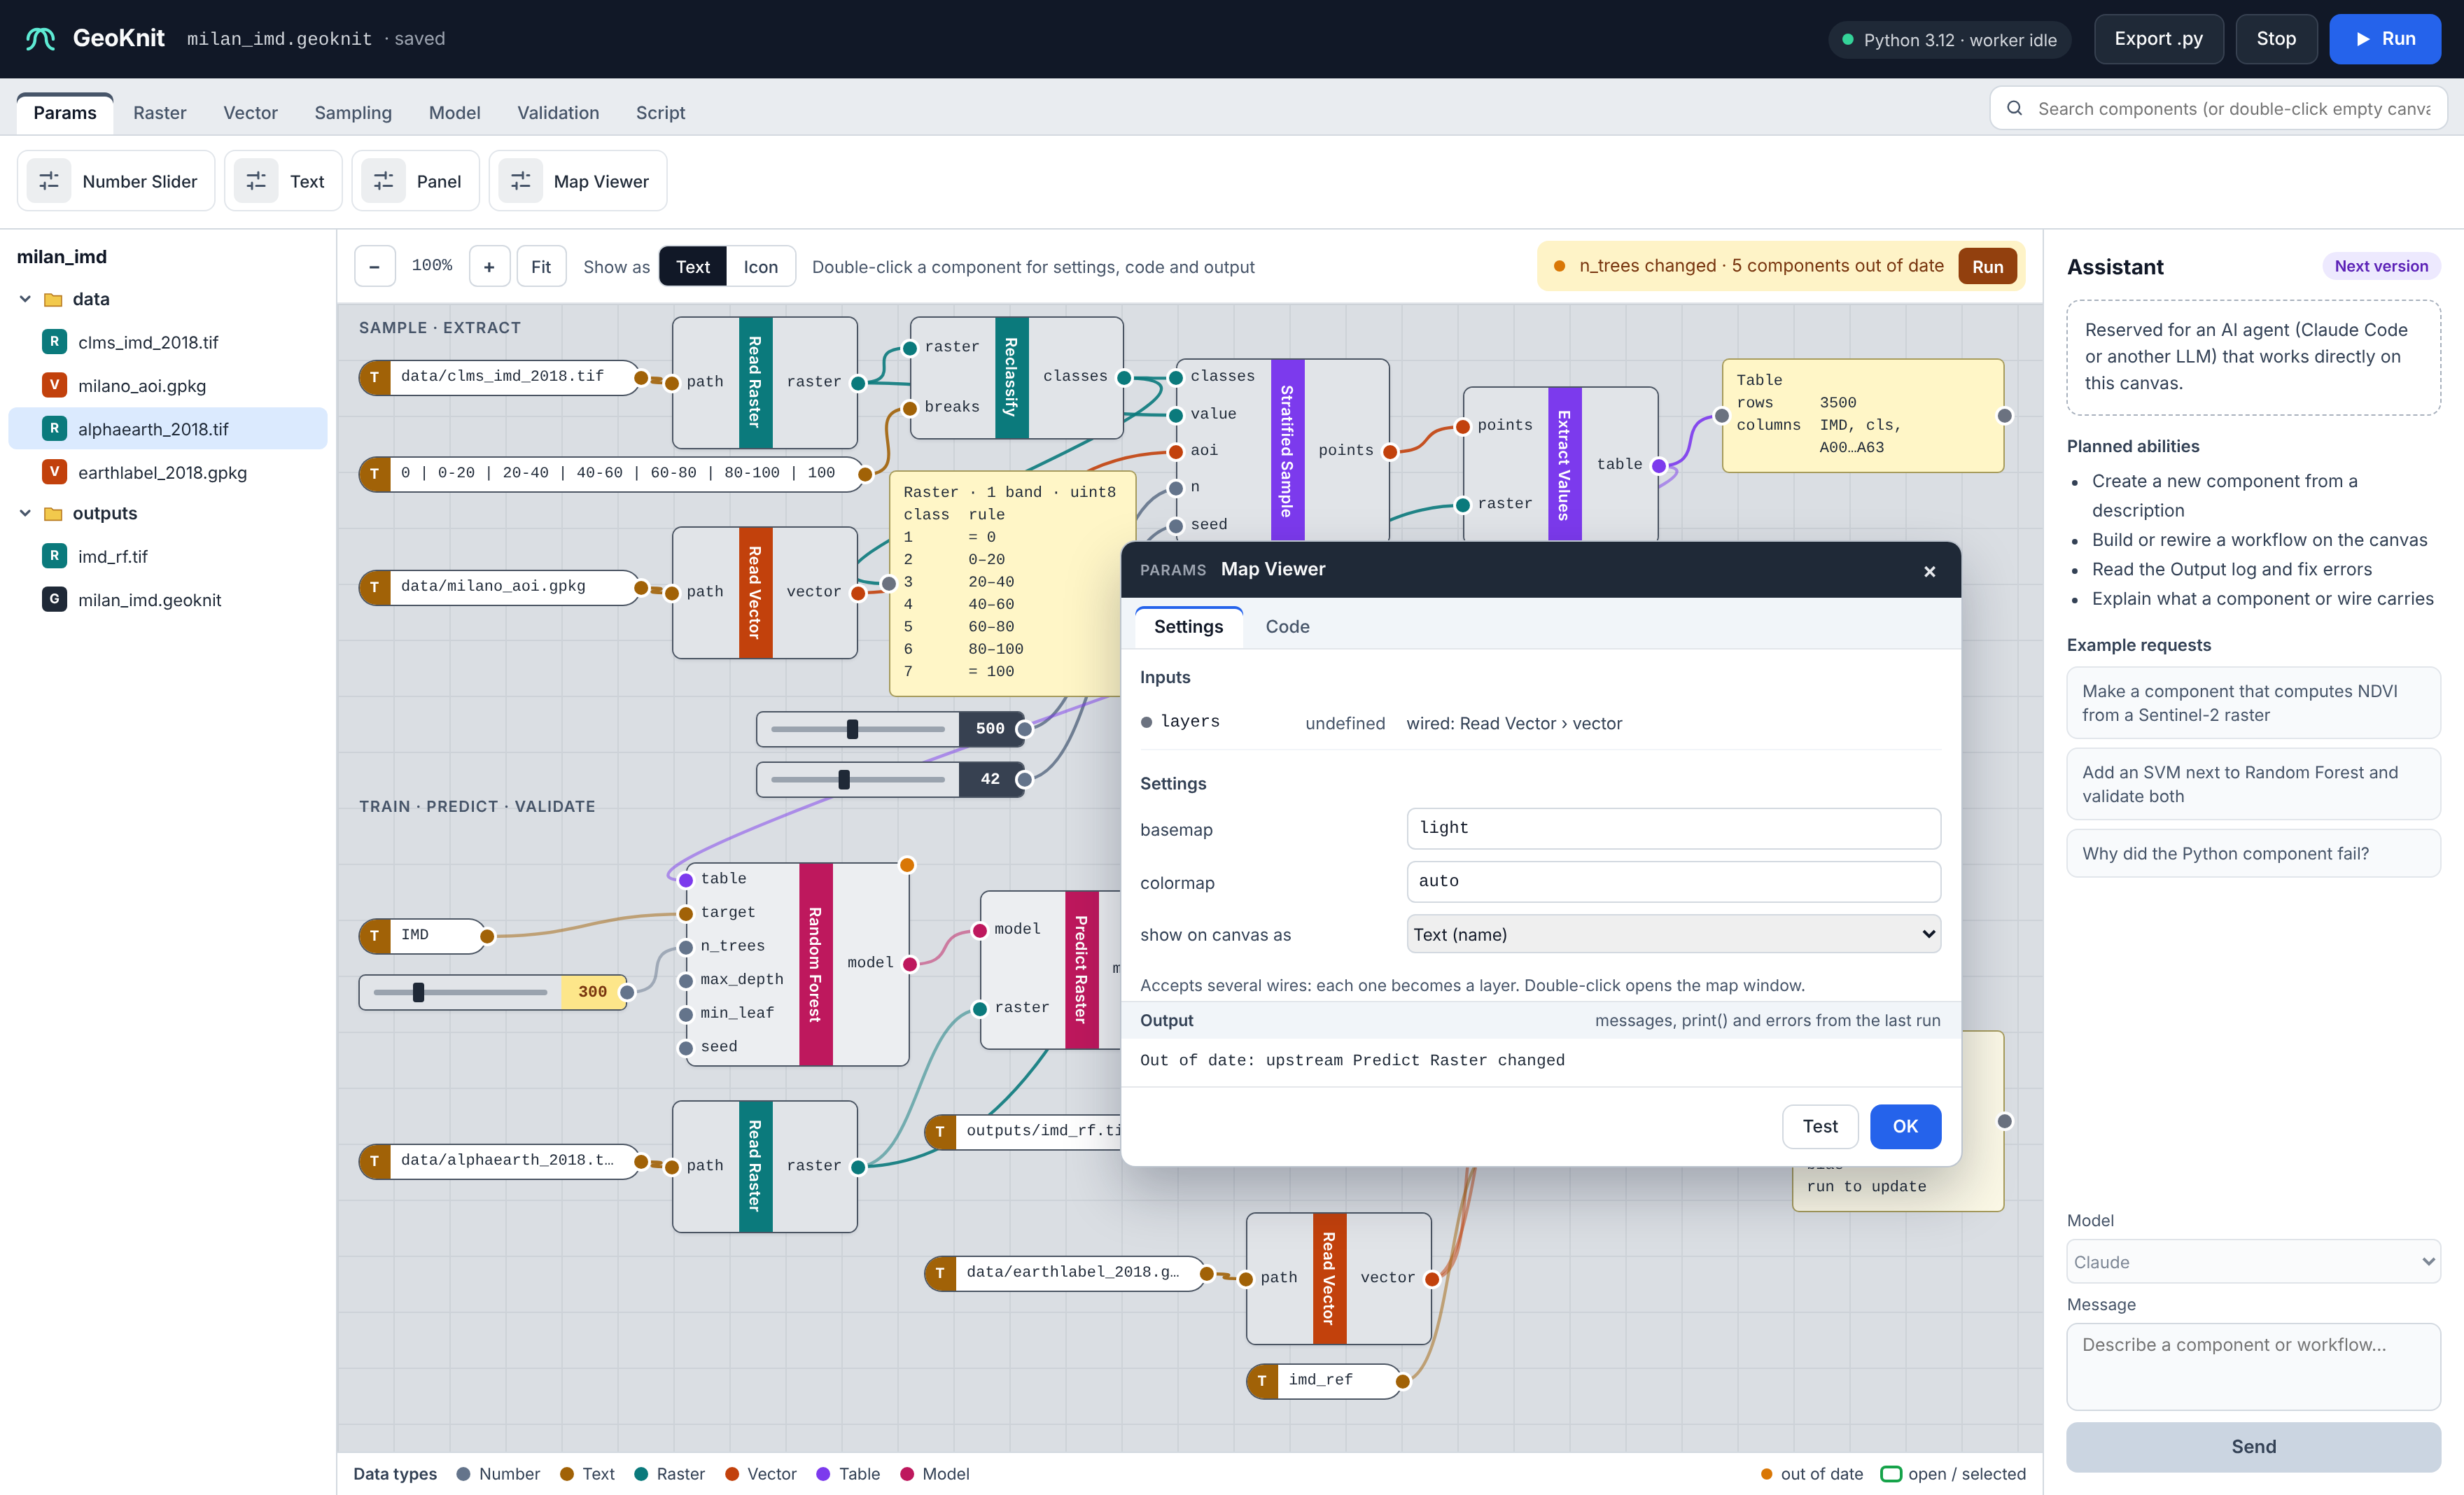 GeoKnit milan_imd.geoknit · saved
Python 3.12 · worker idle
Export .py
Stop
Run
Params
Raster
Vector
Sampling
Model
Validation
Script
Search components (or double-click empty canva
Number Slider
Text
Panel
Map Viewer
milan_imd
data
R clms_imd_2018.tif
V milano_aoi.gpkg
R alphaearth_2018.tif
V earthlabel_2018.gpkg
outputs
R imd_rf.tif
G milan_imd.geoknit
− 100% + Fit
Show as Text Icon
Double-click a component for settings, code and output
n_trees changed · 5 components out of date Run
SAMPLE · EXTRACT
T data/clms_imd_2018.tif
path Read Raster raster
raster
breaks
Reclassify
classes
T 0 | 0-20 | 20-40 | 40-60 | 60-80 | 80-100 | 100
classes
value
aoi
n
seed
Stratified Sample
points
points
raster
Extract Values
table
Table
rows 3500
columns IMD, cls,
A00…A63
T data/milano_aoi.gpkg
path Read Vector vector
Raster · 1 band · uint8
class rule
1 = 0
2 0–20
3 20–40
4 40–60
5 60–80
6 80–100
7 = 100
500
42
TRAIN · PREDICT · VALIDATE
T IMD
300
table
target
n_trees
max_depth
min_leaf
seed
Random Forest
model
model
raster
Predict Raster
T data/alphaearth_2018.t…
path Read Raster raster
T outputs/imd_rf.ti
T data/earthlabel_2018.g…
path Read Vector vector
T imd_ref
run to update
PARAMS Map Viewer ×
Settings
Code
Inputs
layers undefined wired: Read Vector › vector
Settings
basemap light
colormap auto
show on canvas as Text (name)
Accepts several wires: each one becomes a layer. Double-click opens the map window.
Output messages, print() and errors from the last run
Out of date: upstream Predict Raster changed
Test
OK
Data types Number Text Raster Vector Table Model
out of date open / selected
Assistant Next version
Reserved for an AI agent (Claude Code
or another LLM) that works directly on
this canvas.
Planned abilities
• Create a new component from a
description
• Build or rewire a workflow on the canvas
• Read the Output log and fix errors
• Explain what a component or wire carries
Example requests
Make a component that computes NDVI
from a Sentinel-2 raster
Add an SVM next to Random Forest and
validate both
Why did the Python component fail?
Model
Claude
Message
Describe a component or workflow…
Send